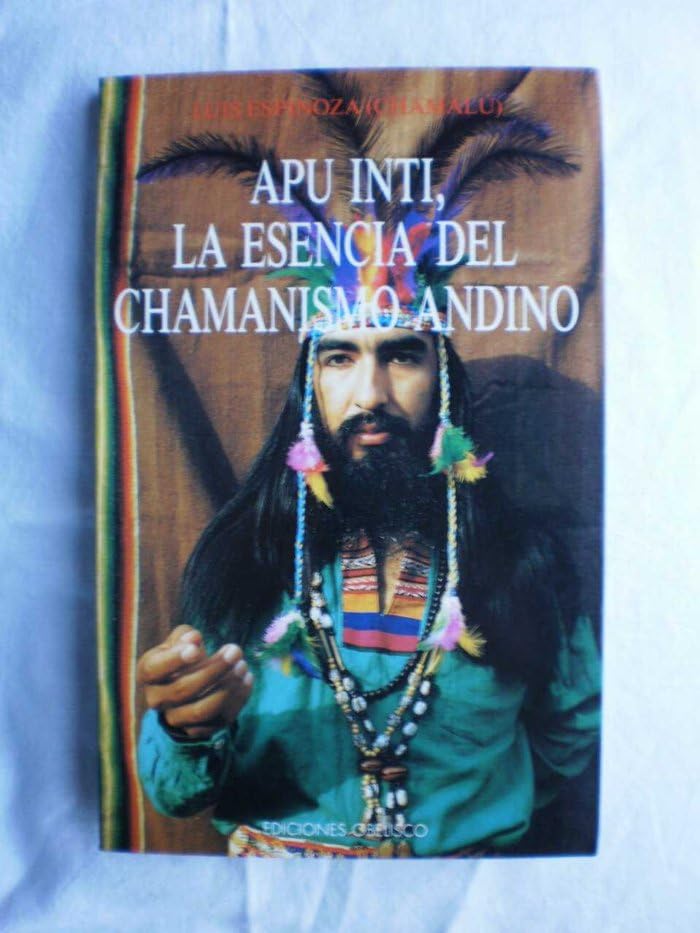 LUIS ESPINOZA (CHAMALU)
APU INTI,
LA ESENCIA DEL
CHAMANISMO ANDINO
EDICIONES OBELISCO